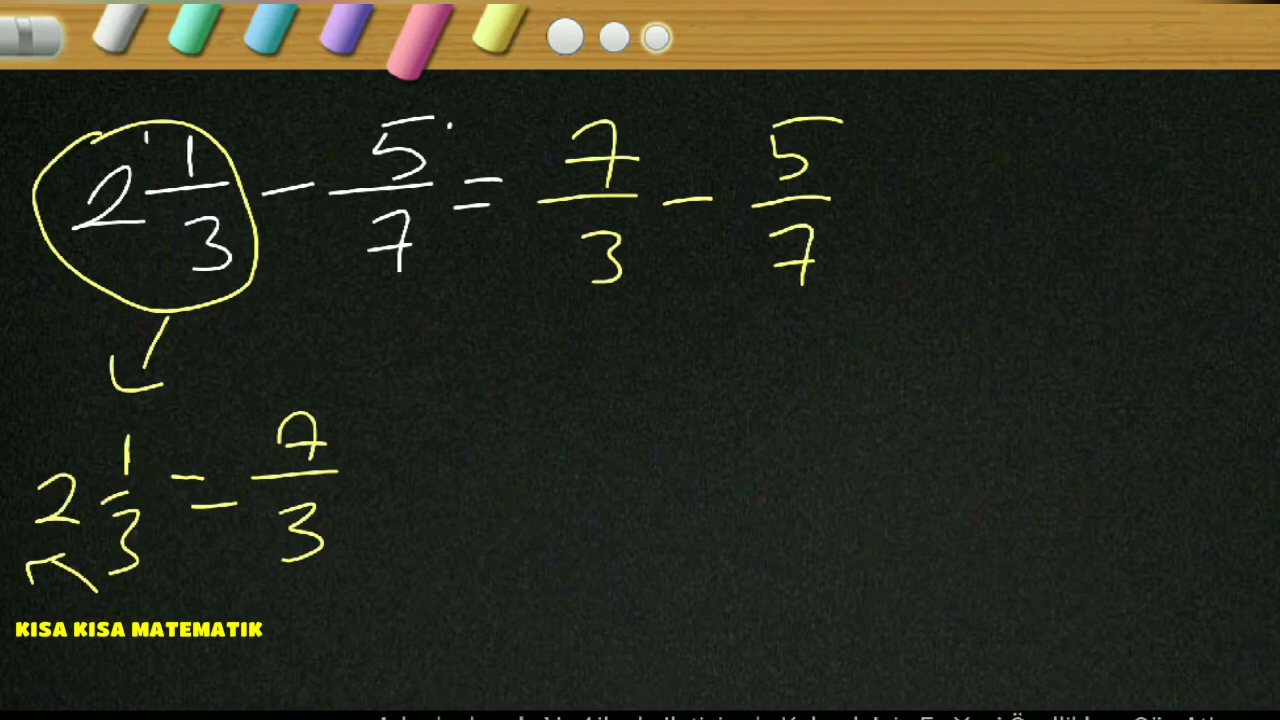 2 1/3 - 5/7 = 7/3 - 5/7
2 1/3 = 7/3
KISA KISA MATEMATIK